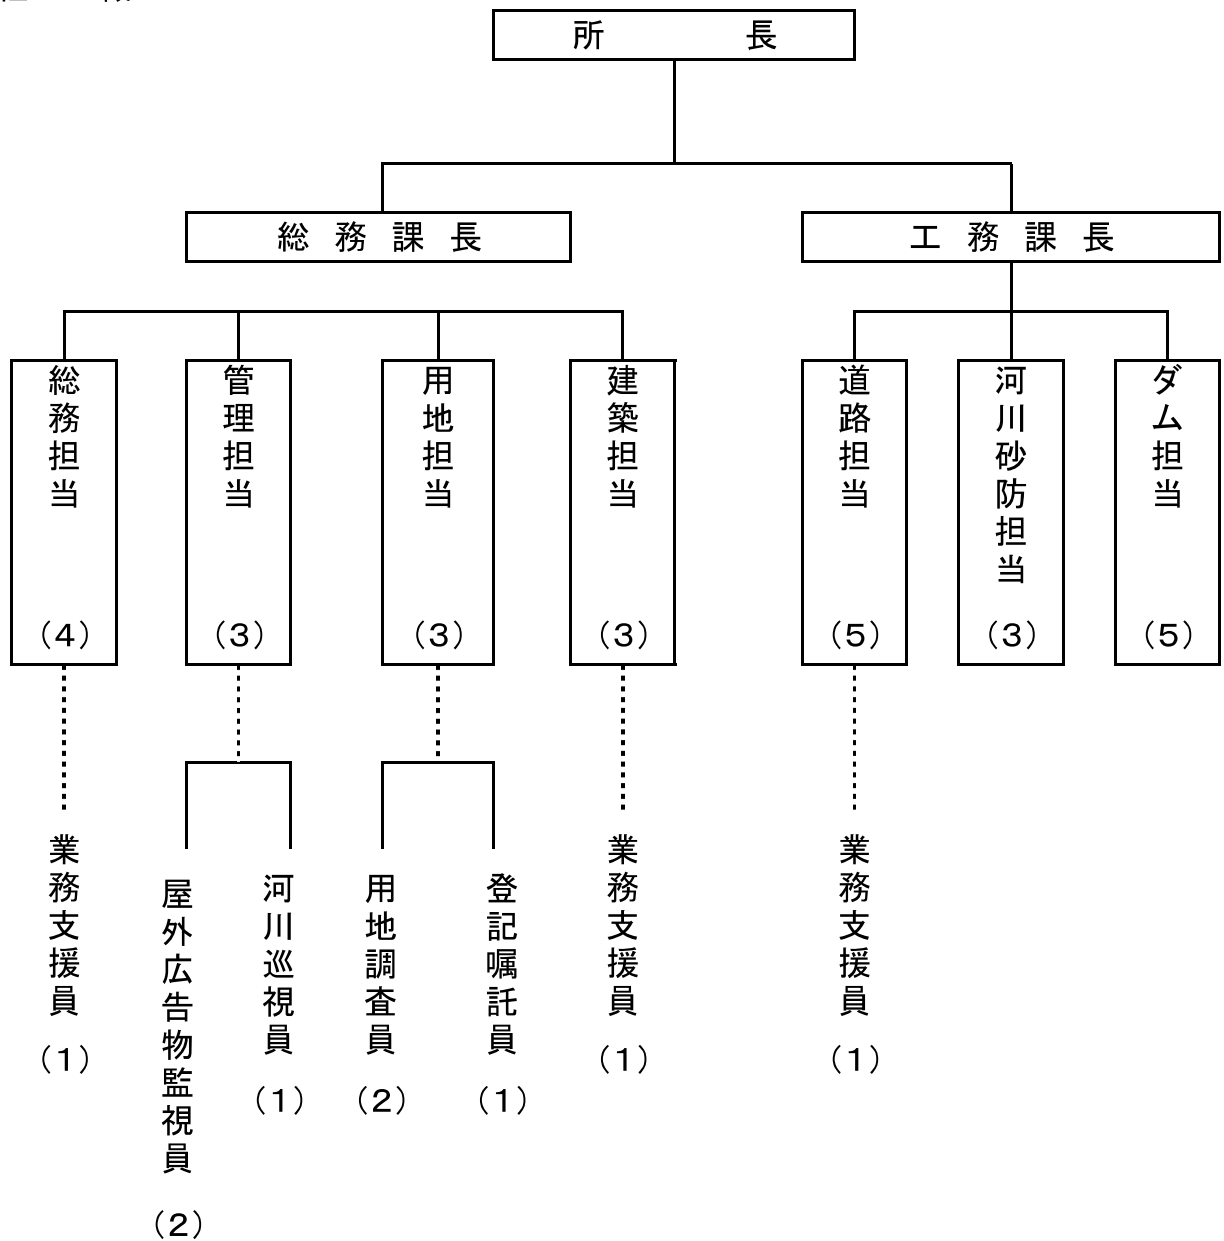 所長
総務課長
工務課長
総務担当
（4）
管理担当
（3）
用地担当
（3）
建築担当
（3）
道路担当
（5）
河川砂防担当
（3）
ダム担当
（5）
業務支援員
（1）
屋外広告物監視員
（2）
河川巡視員
（1）
用地調査員
（2）
登記嘱託員
（1）
業務支援員
（1）
業務支援員
（1）